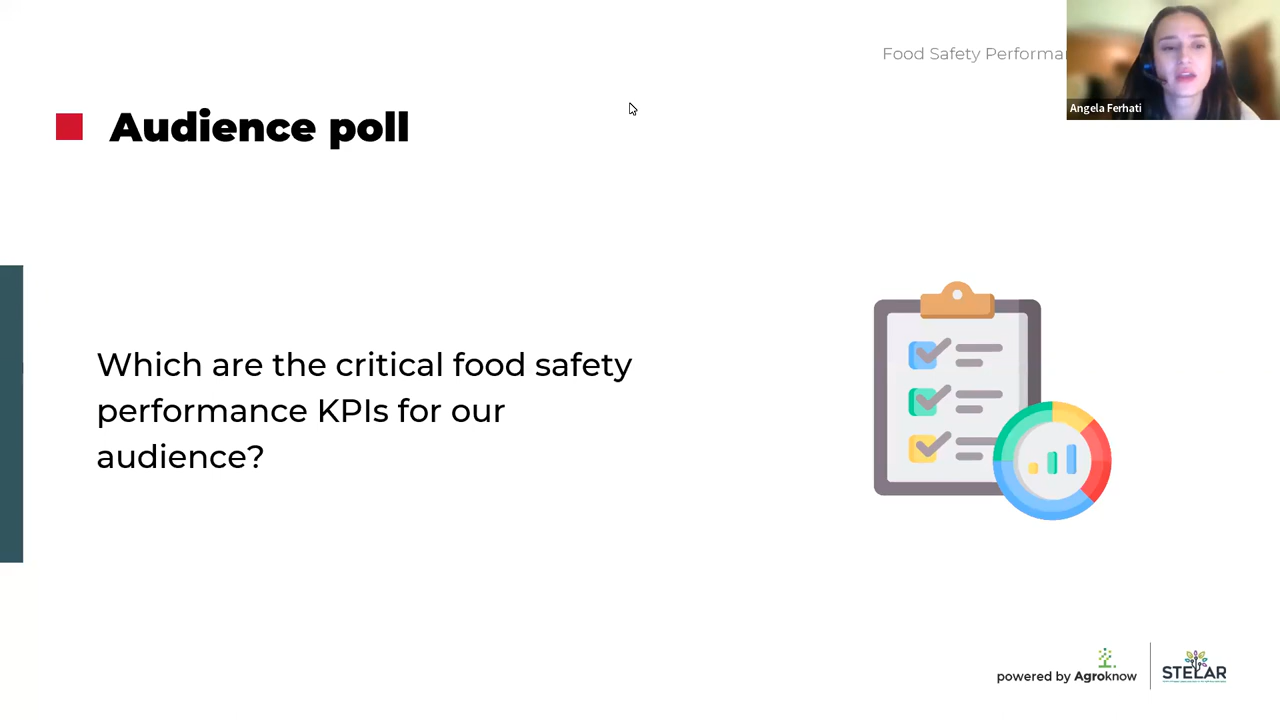 Food Safety Performa
Angela Ferhati
Audience poll
Which are the critical food safety
performance KPIs for our
audience?
powered by Agroknow
STELAR